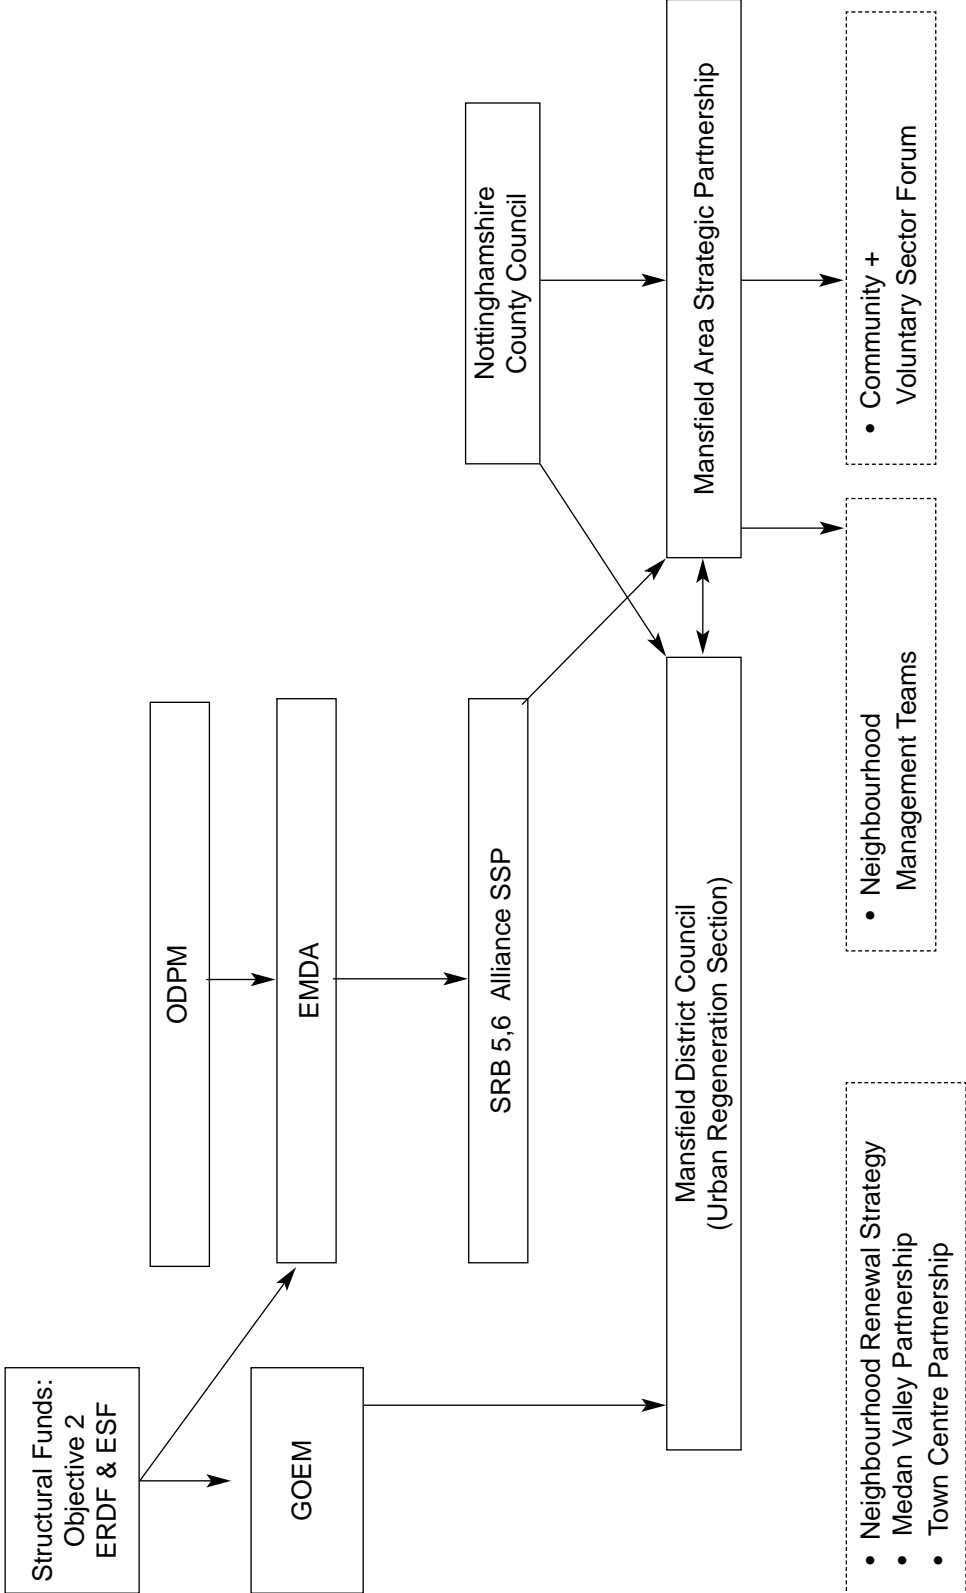 Structural Funds:
Objective 2
ERDF & ESF
ODPM
GOEM
EMDA
SRB 5,6 Alliance SSP
Nottinghamshire
County Council
Mansfield District Council
(Urban Regeneration Section)
Mansfield Area Strategic Partnership
• Neighbourhood Renewal Strategy
• Medan Valley Partnership
• Town Centre Partnership
• Neighbourhood
Management Teams
• Community +
Voluntary Sector Forum